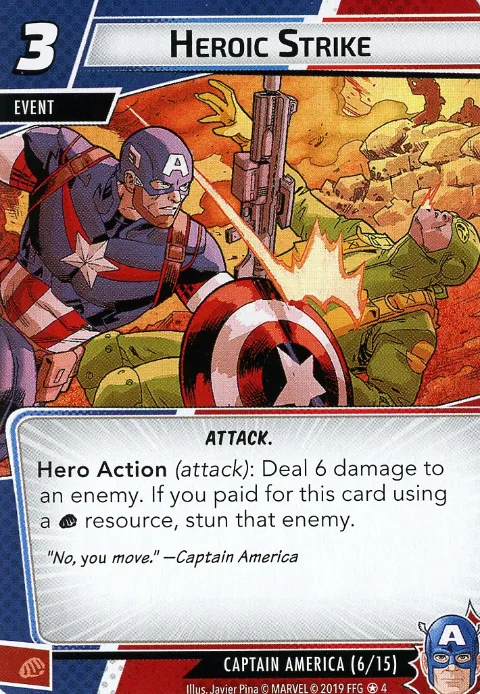 3
HEROIC STRIKE
EVENT
A
ATTACK.
Hero Action (attack): Deal 6 damage to
an enemy. If you paid for this card using
a resource, stun that enemy.
"No, you move." —Captain America
A
CAPTAIN AMERICA (6/15)
Illus. Javier Pina © MARVEL © 2019 FFG 4